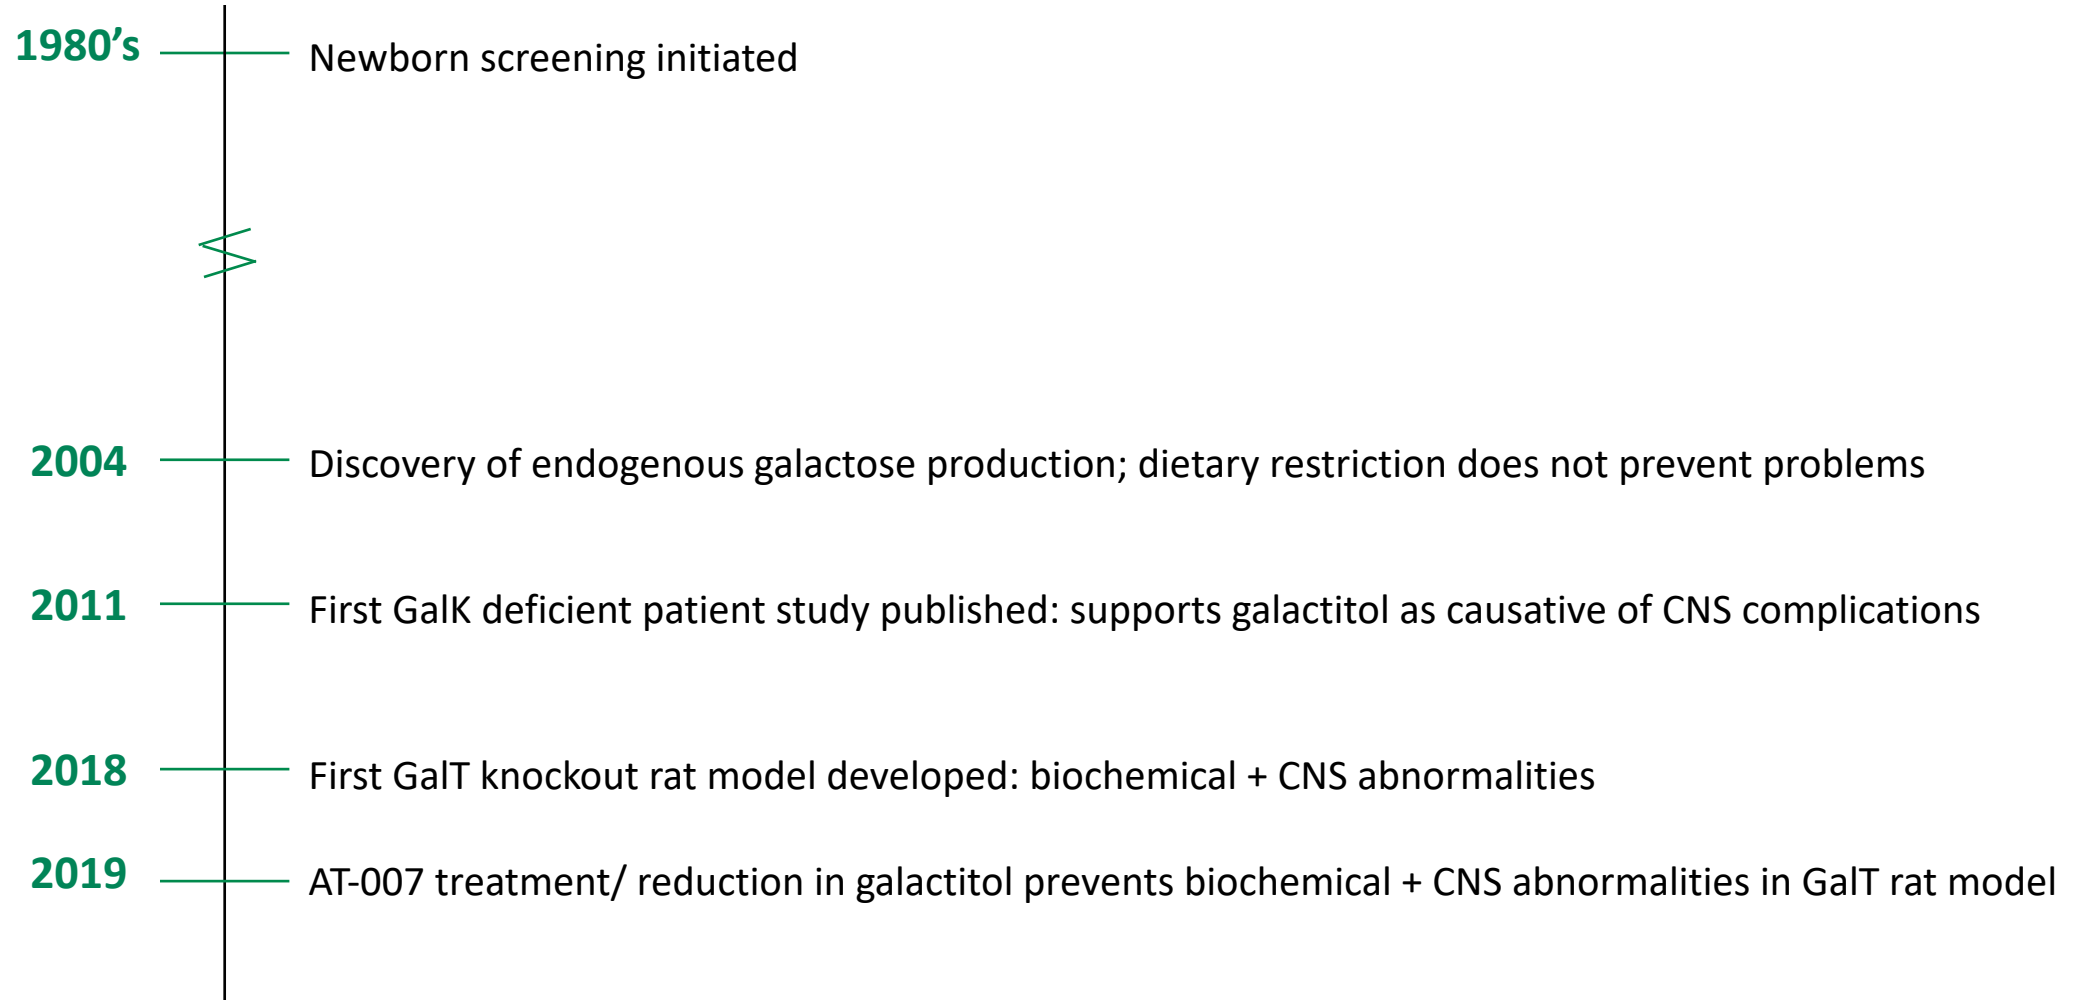 1980’s Newborn screening initiated
2004 Discovery of endogenous galactose production; dietary restriction does not prevent problems
2011 First GalK deficient patient study published: supports galactitol as causative of CNS complications
2018 First GalT knockout rat model developed: biochemical + CNS abnormalities
2019 AT-007 treatment/ reduction in galactitol prevents biochemical + CNS abnormalities in GalT rat model